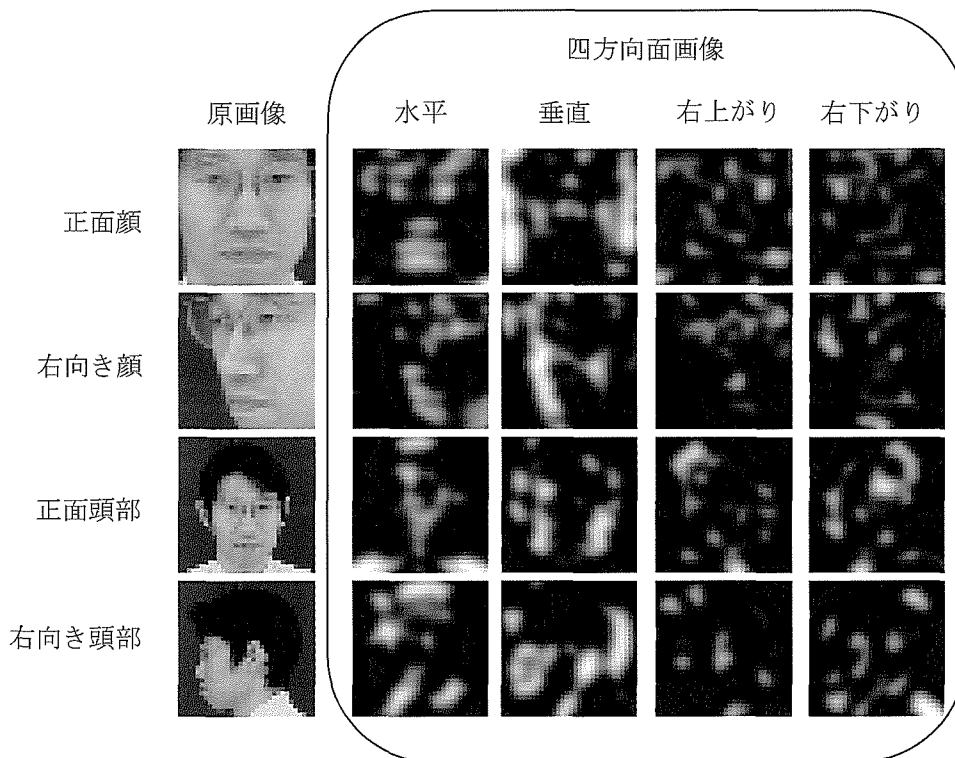 四方向面画像
原画像 水平 垂直 右上がり 右下がり
正面顔
右向き顔
正面頭部
右向き頭部